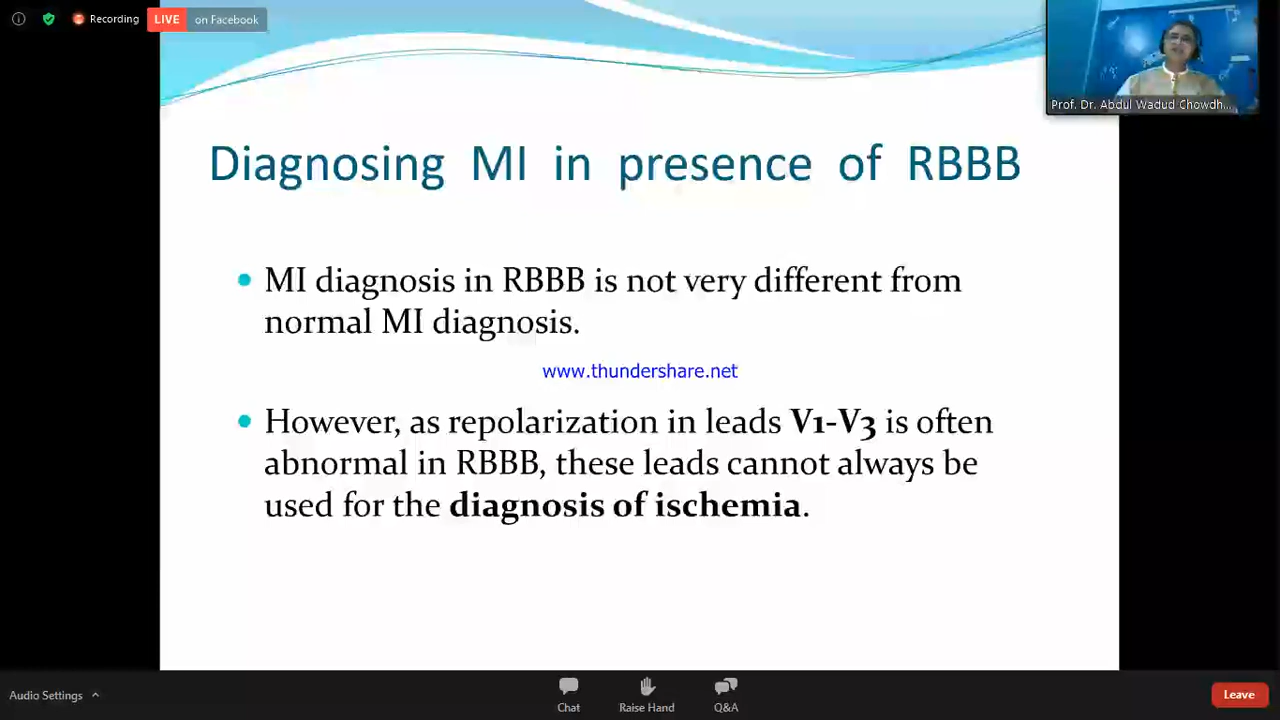 Recording
LIVE on Facebook
Prof. Dr. Abdul Wadud Chowdh...
Diagnosing MI in presence of RBBB
MI diagnosis in RBBB is not very different from
normal MI diagnosis.
www.thundershare.net
However, as repolarization in leads V1-V3 is often
abnormal in RBBB, these leads cannot always be
used for the diagnosis of ischemia.
Audio Settings
Chat
Raise Hand
Q&A
Leave